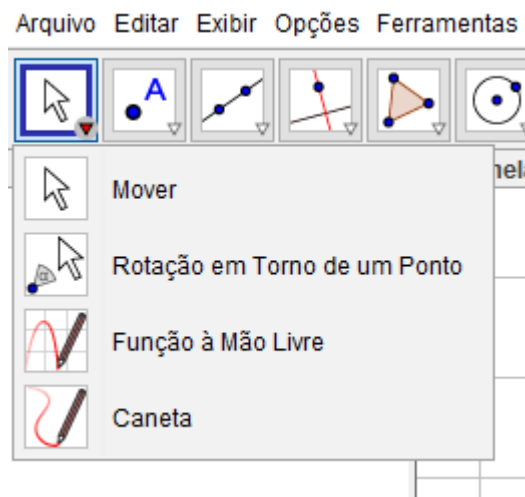 Arquivo Editar Exibir Opções Ferramentas
A
Mover
Rotação em Torno de um Ponto
Função à Mão Livre
Caneta